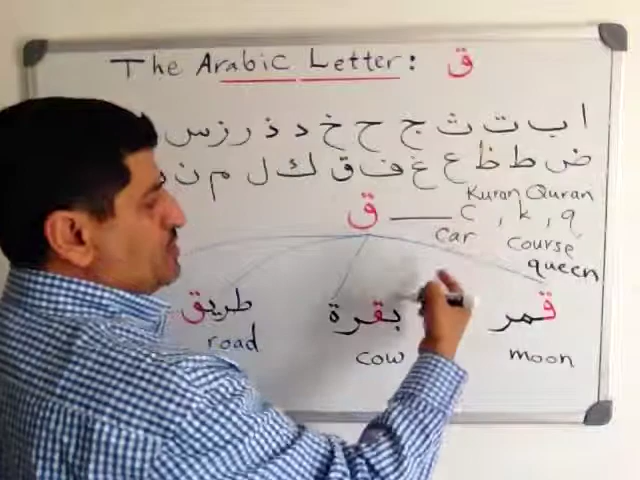 The Arabic Letter: ق
ا ب ت ث ج ح خ د ذ ر ز س
ض ط ظ ع غ ف ق ك ل م ن
Kuran Quran
ق — C, k, q
car course
queen
قمر بقرة طريق
moon cow road